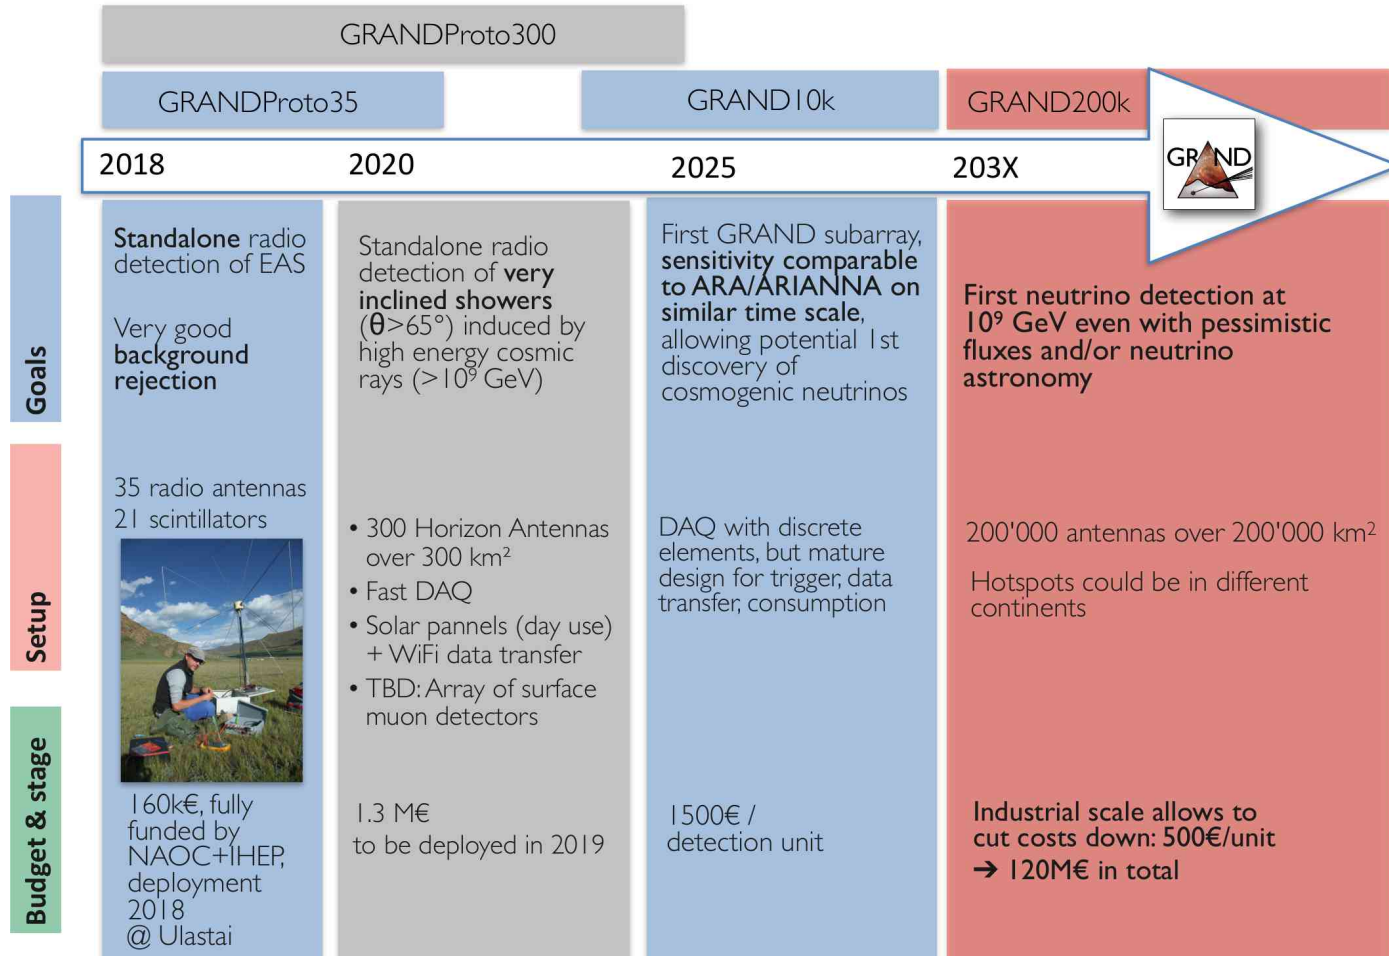 GRANDProto300
GRANDProto35
GRAND10k
GRAND200k
2018
2020
2025
203X
GRAND
Goals
Standalone radio
detection of EAS
Very good
background
rejection
Standalone radio
detection of very
inclined showers
(θ>65°) induced by
high energy cosmic
rays (>10⁹ GeV)
First GRAND subarray,
sensitivity comparable
to ARA/ARIANNA on
similar time scale,
allowing potential 1st
discovery of
cosmogenic neutrinos
First neutrino detection at
10⁹ GeV even with pessimistic
fluxes and/or neutrino
astronomy
Setup
35 radio antennas
21 scintillators
• 300 Horizon Antennas
over 300 km²
• Fast DAQ
• Solar pannels (day use)
+ WiFi data transfer
• TBD: Array of surface
muon detectors
DAQ with discrete
elements, but mature
design for trigger, data
transfer, consumption
200'000 antennas over 200'000 km²
Hotspots could be in different
continents
Budget & stage
160k€, fully
funded by
NAOC+IHEP,
deployment
2018
@ Ulastai
1.3 M€
to be deployed in 2019
1500€ /
detection unit
Industrial scale allows to
cut costs down: 500€/unit
➔ 120M€ in total